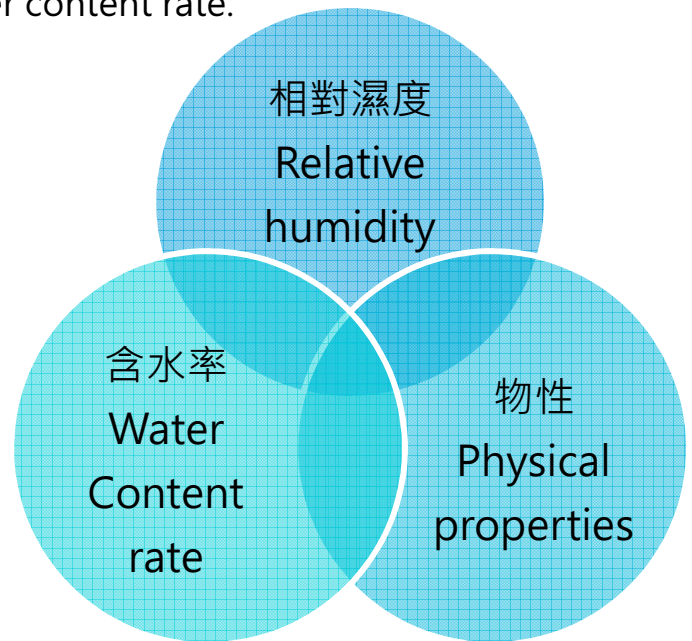 content rate.
相對濕度
Relative
humidity
含水率
Water
Content
rate
物性
Physical
properties